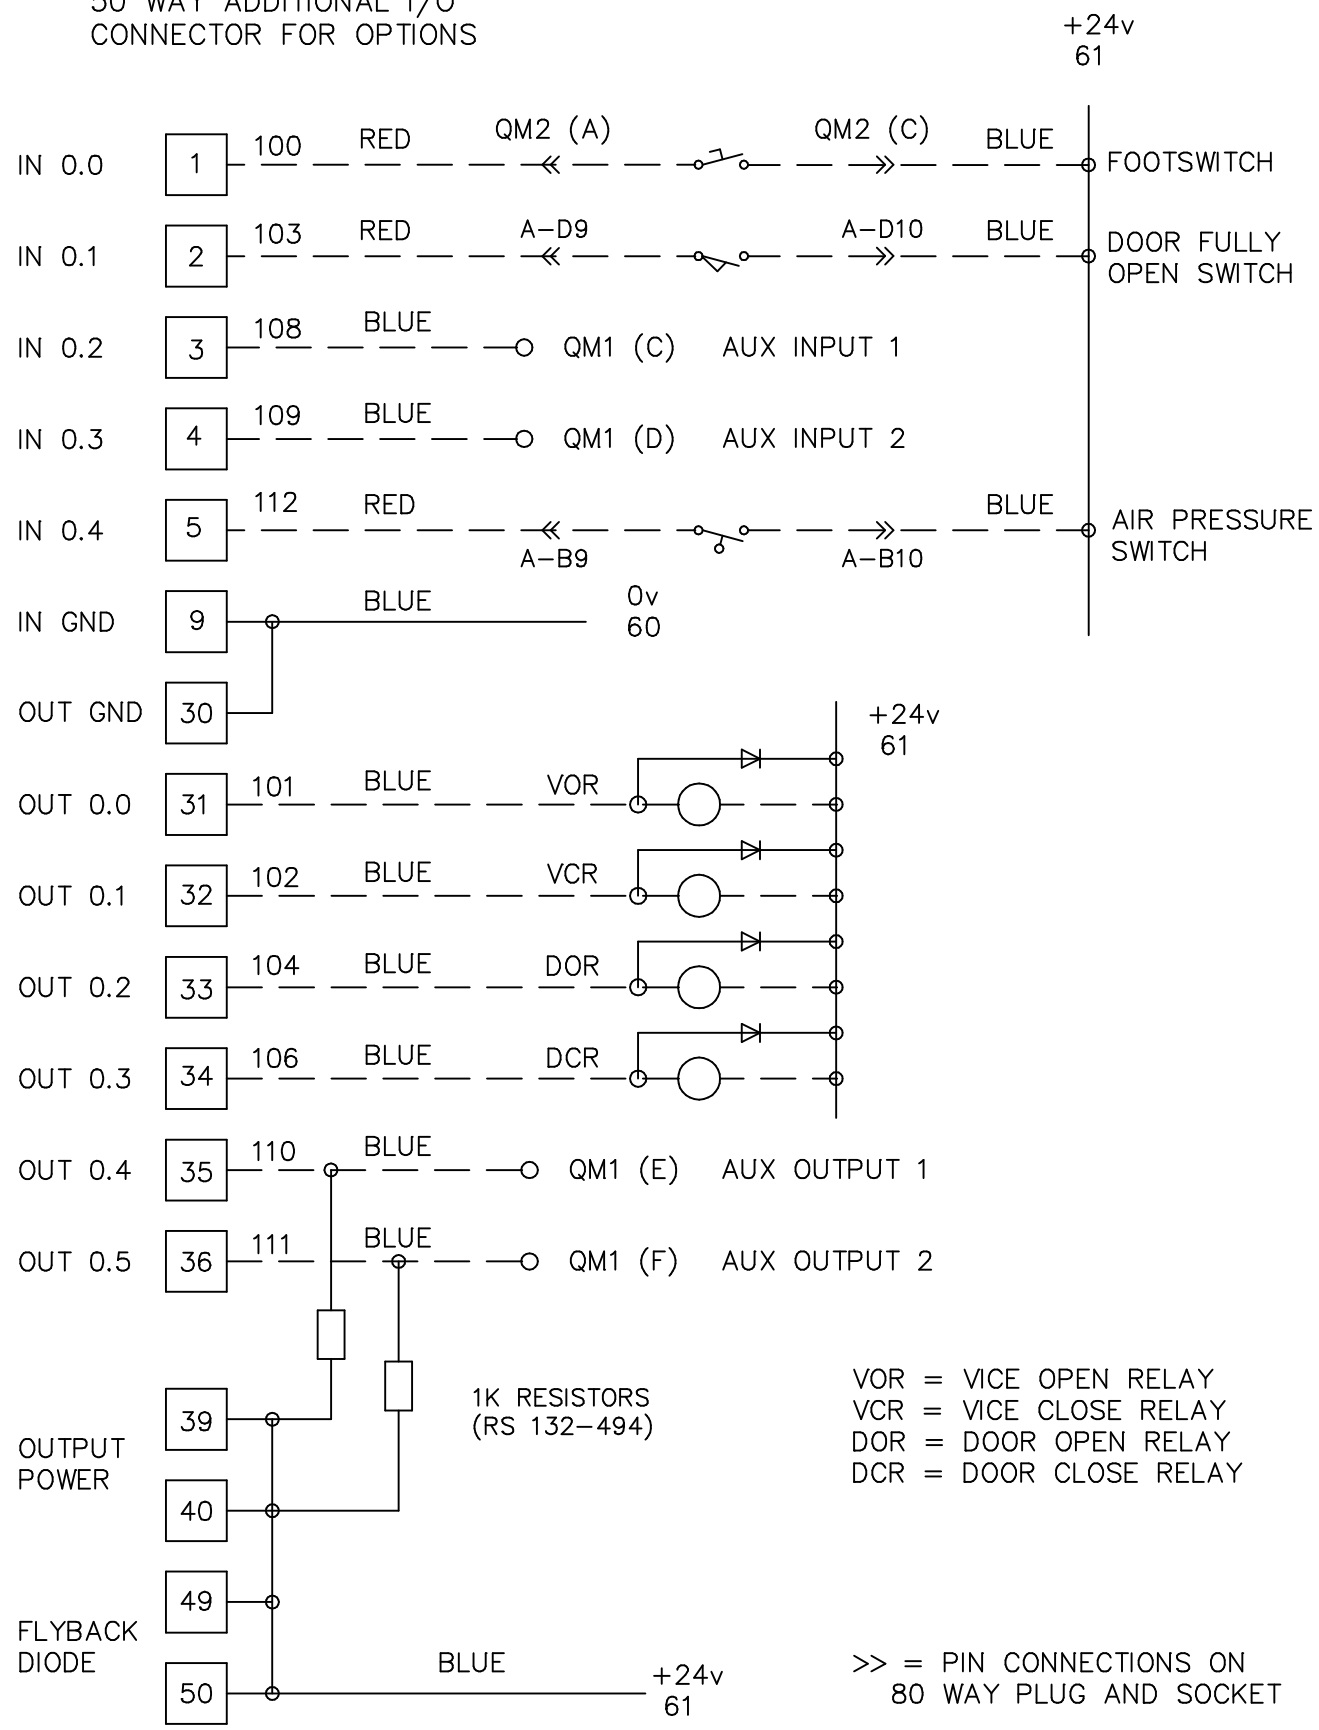 50 WAY ADDITIONAL I/O
CONNECTOR FOR OPTIONS
+24v
61
IN 0.0 1 100 RED QM2 (A) QM2 (C) BLUE FOOTSWITCH
IN 0.1 2 103 RED A-D9 A-D10 BLUE DOOR FULLY
OPEN SWITCH
IN 0.2 3 108 BLUE QM1 (C) AUX INPUT 1
IN 0.3 4 109 BLUE QM1 (D) AUX INPUT 2
IN 0.4 5 112 RED A-B9 A-B10 BLUE AIR PRESSURE
SWITCH
IN GND 9 BLUE 0v
60
OUT GND 30
+24v
61
OUT 0.0 31 101 BLUE VOR
OUT 0.1 32 102 BLUE VCR
OUT 0.2 33 104 BLUE DOR
OUT 0.3 34 106 BLUE DCR
OUT 0.4 35 110 BLUE QM1 (E) AUX OUTPUT 1
OUT 0.5 36 111 BLUE QM1 (F) AUX OUTPUT 2
1K RESISTORS
(RS 132-494)
VOR = VICE OPEN RELAY
VCR = VICE CLOSE RELAY
DOR = DOOR OPEN RELAY
DCR = DOOR CLOSE RELAY
39
OUTPUT
POWER
40
49
FLYBACK
DIODE
50 BLUE +24v
61
>> = PIN CONNECTIONS ON
80 WAY PLUG AND SOCKET